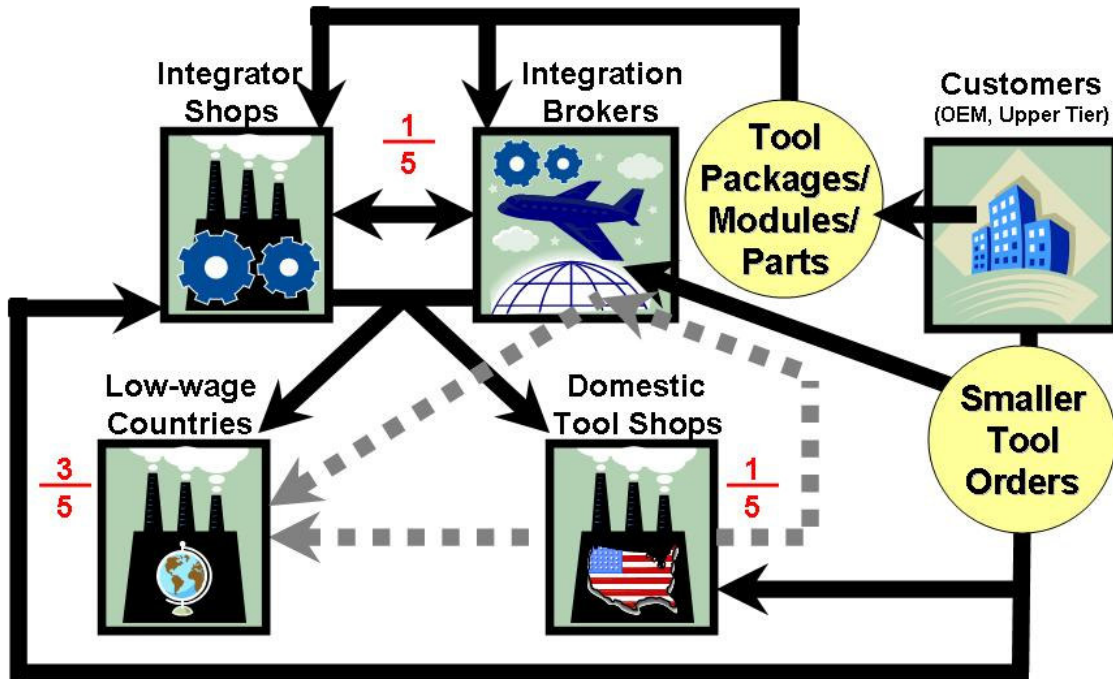 Integrator
Shops
Integration
Brokers
Customers
(OEM, Upper Tier)
1
5
Tool
Packages/
Modules/
Parts
Low-wage
Countries
Domestic
Tool Shops
Smaller
Tool
Orders
3
5
1
5